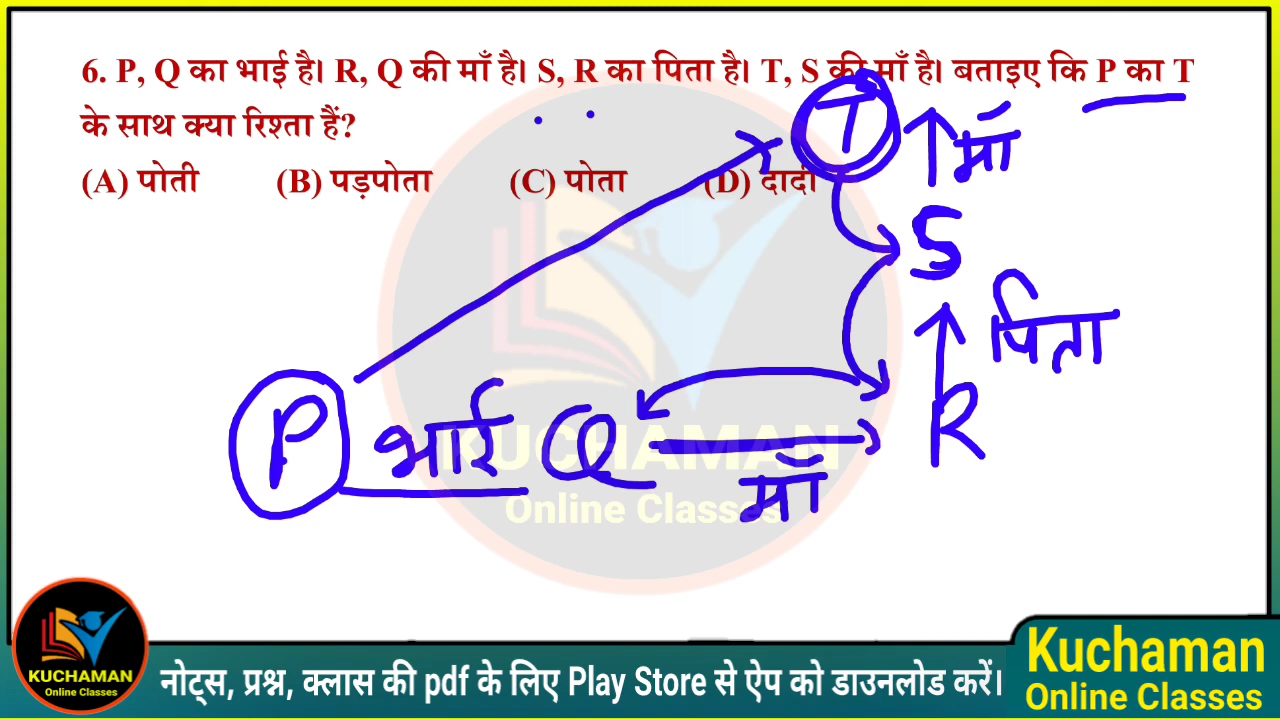 6. P, Q का भाई है। R, Q की माँ है। S, R का पिता है। T, S की माँ है। बताइए कि P का T
के साथ क्या रिश्ता हैं?
(A) पोती (B) पड़पोता (C) पोता (D) दादी
T
माँ
S
पिता
P भाई Q R
माँ
KUCHAMAN
Online Classes
KUCHAMAN
Online Classes
नोट्स, प्रश्न, क्लास की pdf के लिए Play Store से ऐप को डाउनलोड करें।
Kuchaman
Online Classes